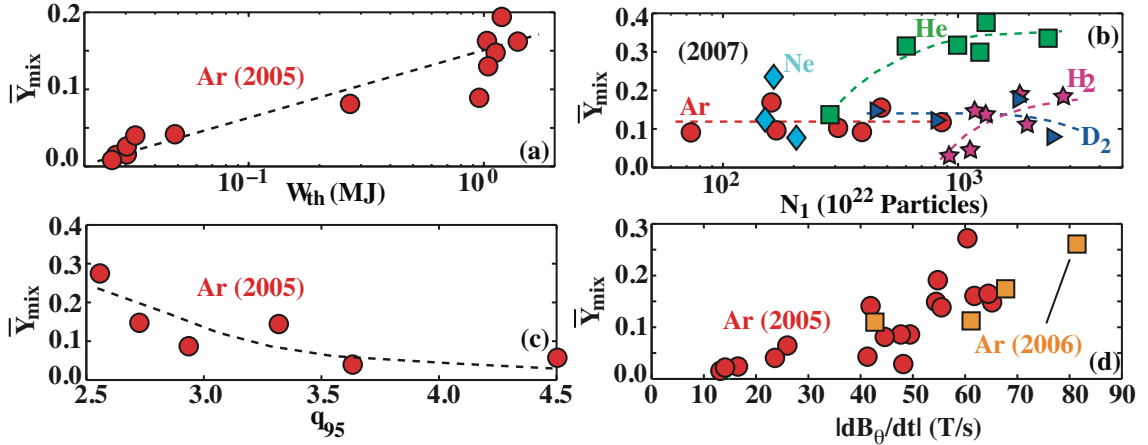 0.2
0.1
0.0
Y̅mix
Ar (2005)
(a)
10⁻¹
10⁰
Wth (MJ)
0.4
0.3
0.2
0.1
0.0
Y̅mix
(2007)
He
(b)
Ne
H2
Ar
D2
10²
10³
N1 (10²² Particles)
0.4
0.3
0.2
0.1
0.0
Y̅mix
Ar (2005)
(c)
2.5
3.0
3.5
4.0
4.5
q95
0.3
0.2
0.1
0.0
Y̅mix
Ar (2005)
Ar (2006)
(d)
0
10
20
30
40
50
60
70
80
90
|dBθ/dt| (T/s)